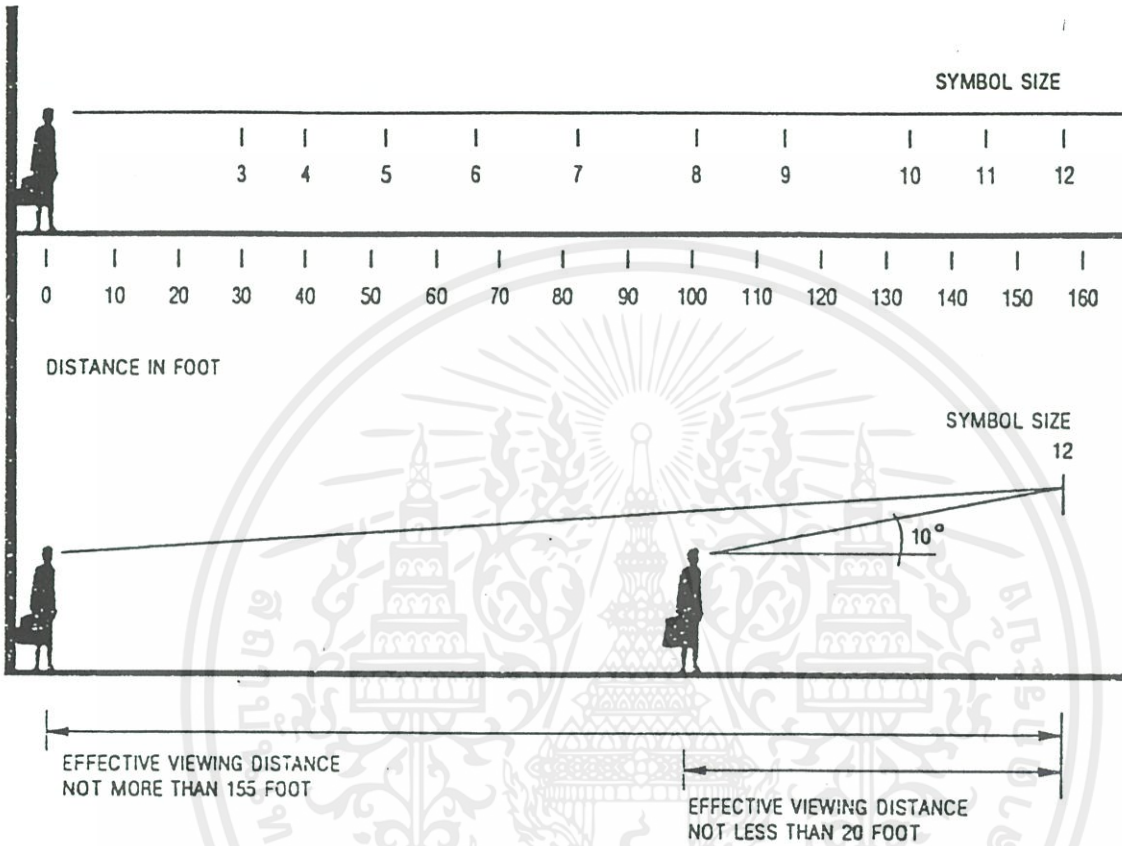 SYMBOL SIZE
3 4 5 6 7 8 9 10 11 12
0 10 20 30 40 50 60 70 80 90 100 110 120 130 140 150 160
DISTANCE IN FOOT
SYMBOL SIZE
12
10°
EFFECTIVE VIEWING DISTANCE
NOT MORE THAN 155 FOOT
EFFECTIVE VIEWING DISTANCE
NOT LESS THAN 20 FOOT